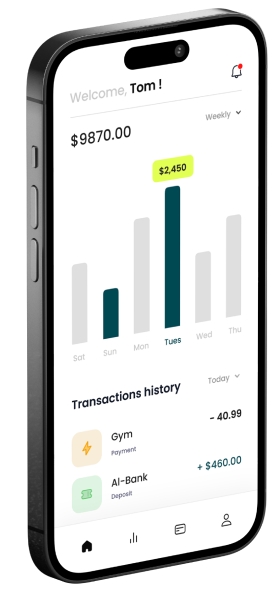 Welcome, Tom !
$9870.00
Weekly
$2,450
Sat Sun Mon Tues Wed Thu
Transactions history
Today
Gym
Payment
- 40.99
Al-Bank
Deposit
+ $460.00